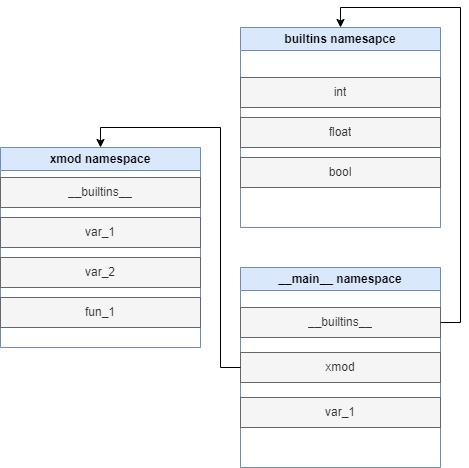 builtins namesapce
int
float
bool
xmod namespace
__builtins__
var_1
var_2
fun_1
__main__ namespace
__builtins__
xmod
var_1